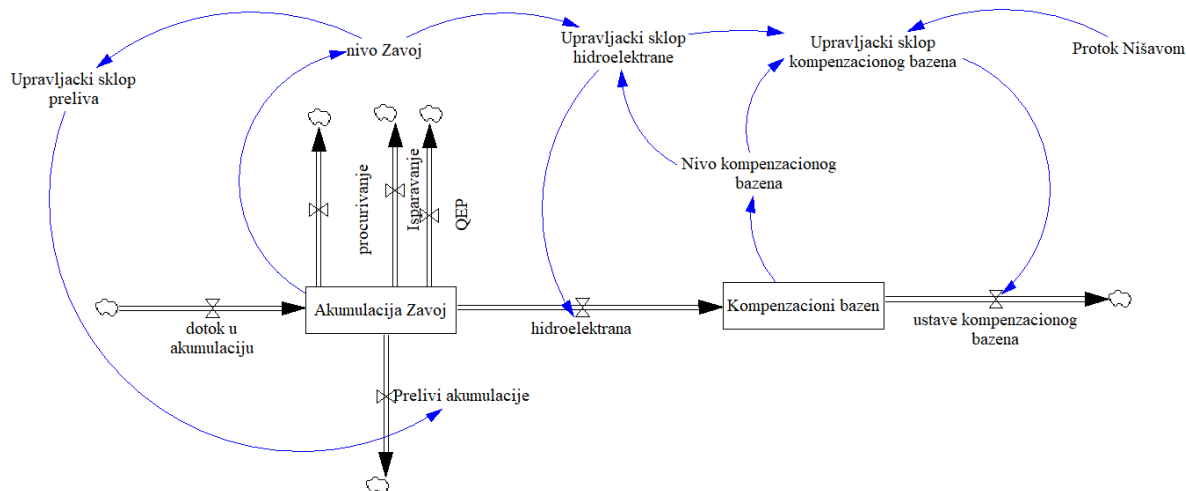 nivo Zavoj
Upravljacki sklop
hidroelektrane
Upravljacki sklop
kompenzacionog bazena
Protok Nišavom
Upravljacki sklop
preliva
procurivanje
Isparavanje
QEP
Nivo kompenzacionog
bazena
Akumulacija Zavoj
Kompenzacioni bazen
dotok u
akumulaciju
hidroelektrana
ustave kompenzacionog
bazena
Prelivi akumulacije